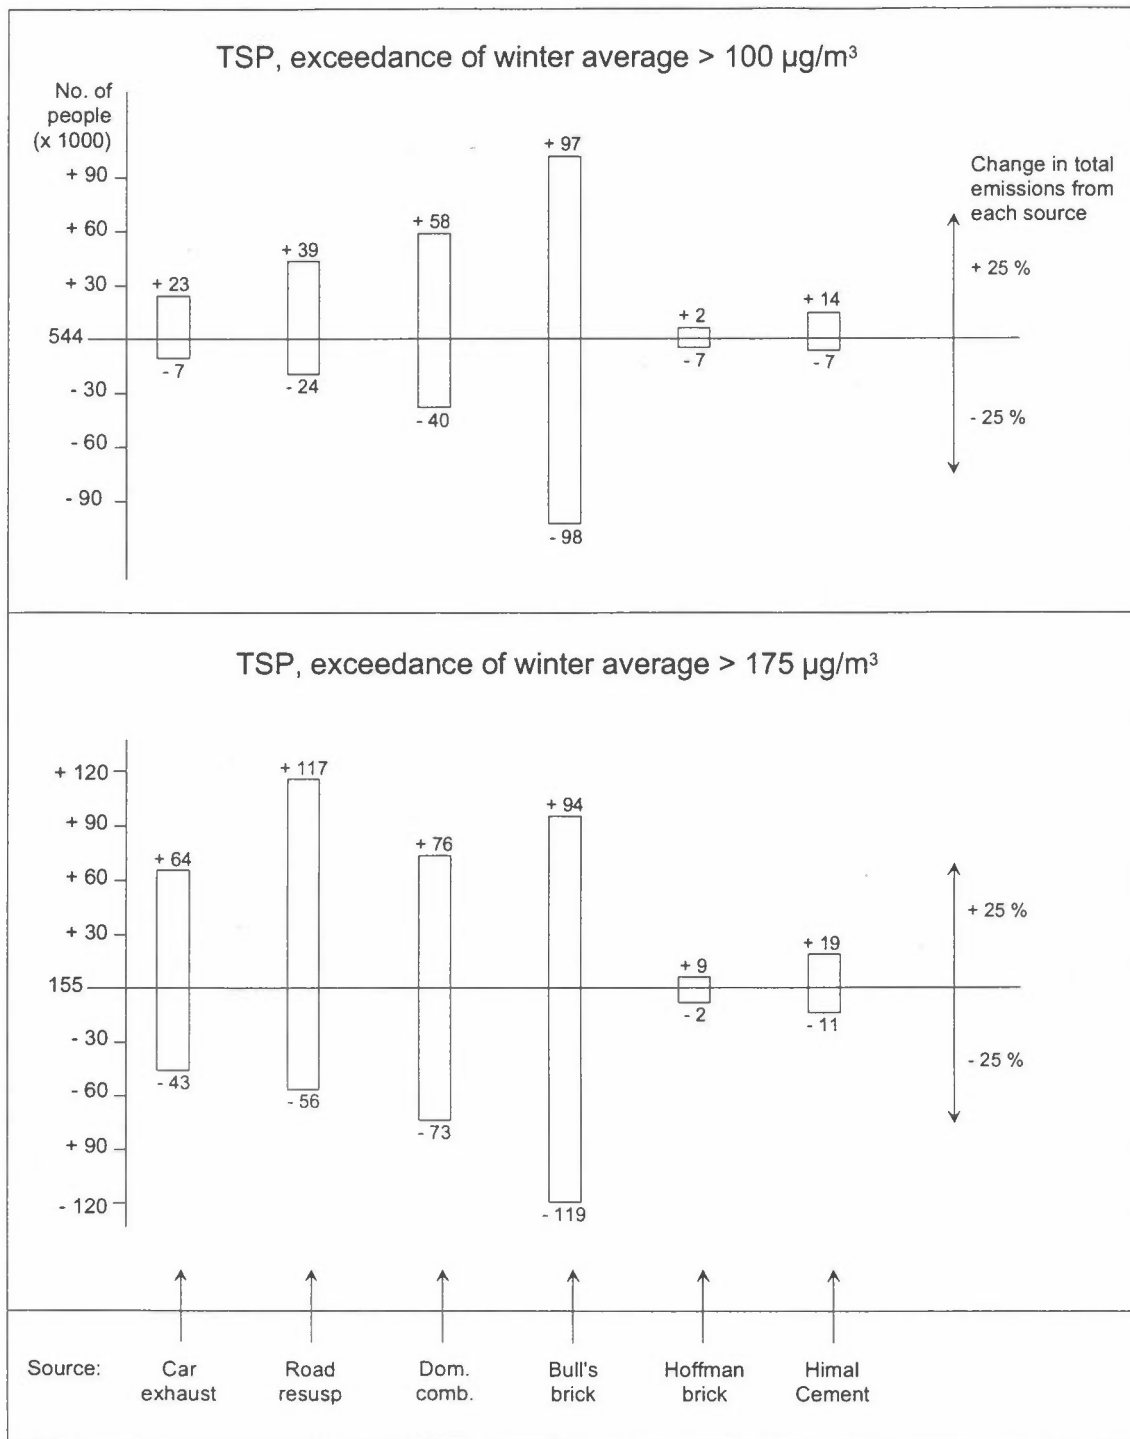 TSP, exceedance of winter average > 100 µg/m³
No. of
people
(x 1000)
+ 90
+ 60
+ 30
544
- 30
- 60
- 90
+ 23
- 7
+ 39
- 24
+ 58
- 40
+ 97
- 98
+ 2
- 7
+ 14
- 7
Change in total
emissions from
each source
+ 25 %
- 25 %
TSP, exceedance of winter average > 175 µg/m³
+ 120
+ 90
+ 60
+ 30
155
- 30
- 60
+ 90
- 120
+ 64
- 43
+ 117
- 56
+ 76
- 73
+ 94
- 119
+ 9
- 2
+ 19
- 11
+ 25 %
- 25 %
Source:
Car
exhaust
Road
resusp
Dom.
comb.
Bull's
brick
Hoffman
brick
Himal
Cement